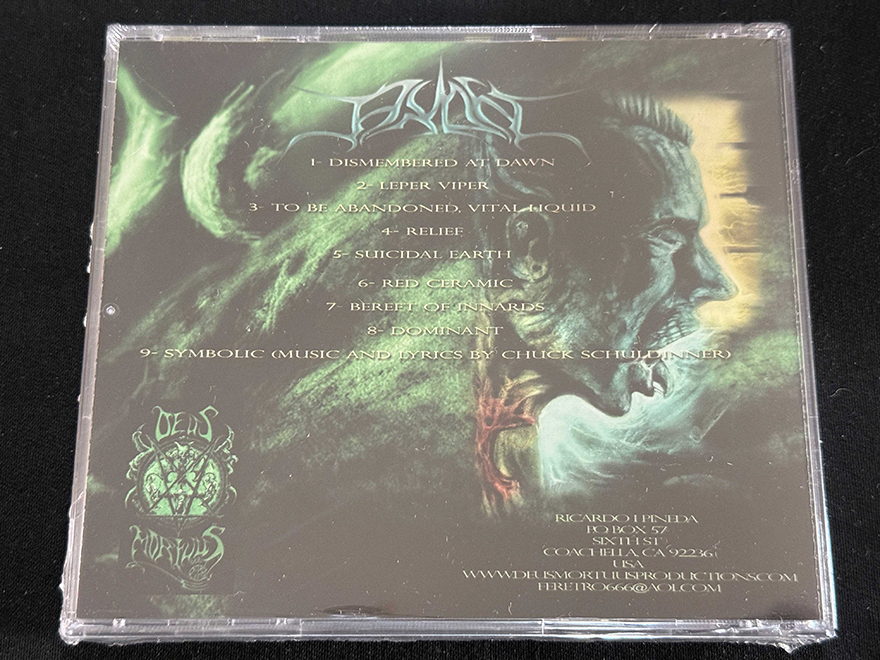 1- DISMEMBERED AT DAWN
2- LEPER VIPER
3- TO BE ABANDONED, VITAL LIQUID
4- RELIEF
5- SUICIDAL EARTH
6- RED CERAMIC
7- BEREFT OF INNARDS
8- DOMINANT
9- SYMBOLIC (MUSIC AND LYRICS BY CHUCK SCHULDINNER)
DEUS
MORTUUS
RICARDO I PINEDA
PO BOX 57
SIXTH ST
COACHELLA, CA 92236
USA
WWW.DEUSMORTUUSPRODUCTIONS.COM
FERETRO666@AOL.COM